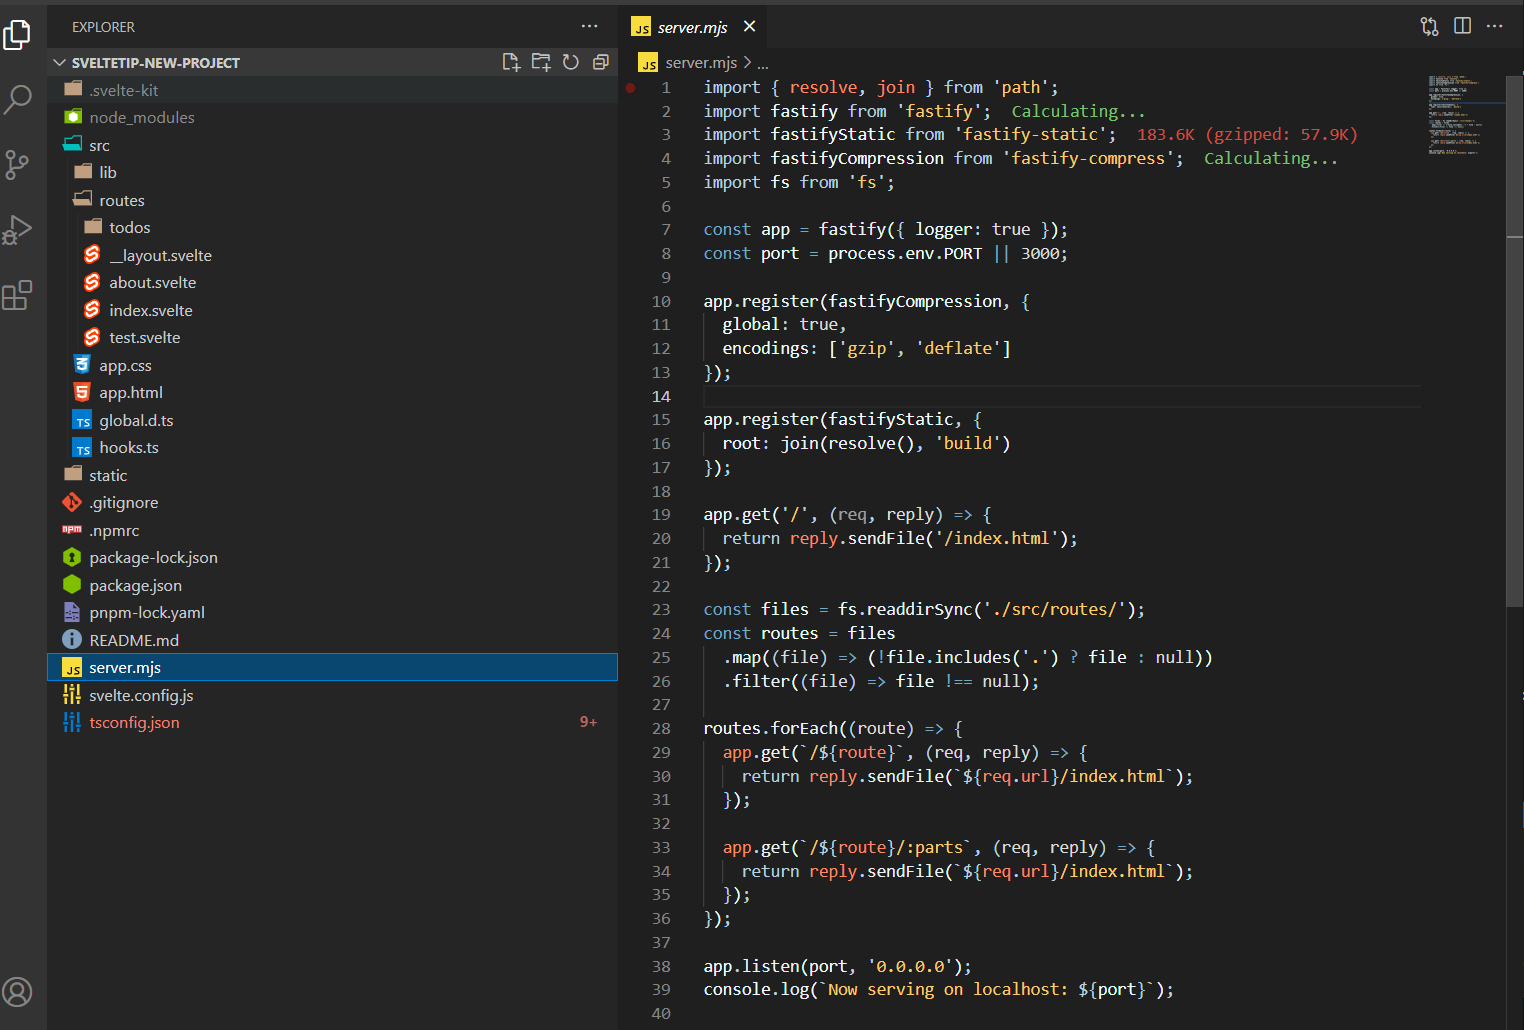 EXPLORER
SVELTETIP-NEW-PROJECT
.svelte-kit
node_modules
src
lib
routes
todos
__layout.svelte
about.svelte
index.svelte
test.svelte
app.css
app.html
TS global.d.ts
TS hooks.ts
static
.gitignore
npm .npmrc
package-lock.json
package.json
pnpm-lock.yaml
README.md
JS server.mjs
svelte.config.js
tsconfig.json 9+
JS server.mjs
JS server.mjs > ...
1 import { resolve, join } from 'path';
2 import fastify from 'fastify'; Calculating...
3 import fastifyStatic from 'fastify-static'; 183.6K (gzipped: 57.9K)
4 import fastifyCompression from 'fastify-compress'; Calculating...
5 import fs from 'fs';
6
7 const app = fastify({ logger: true });
8 const port = process.env.PORT || 3000;
9
10 app.register(fastifyCompression, {
11 global: true,
12 encodings: ['gzip', 'deflate']
13 });
14
15 app.register(fastifyStatic, {
16 root: join(resolve(), 'build')
17 });
18
19 app.get('/', (req, reply) => {
20 return reply.sendFile('/index.html');
21 });
22
23 const files = fs.readdirSync('./src/routes/');
24 const routes = files
25 .map((file) => (!file.includes('.') ? file : null))
26 .filter((file) => file !== null);
27
28 routes.forEach((route) => {
29 app.get(`/${route}`, (req, reply) => {
30 return reply.sendFile(`${req.url}/index.html`);
31 });
32
33 app.get(`/${route}/:parts`, (req, reply) => {
34 return reply.sendFile(`${req.url}/index.html`);
35 });
36 });
37
38 app.listen(port, '0.0.0.0');
39 console.log(`Now serving on localhost: ${port}`);
40